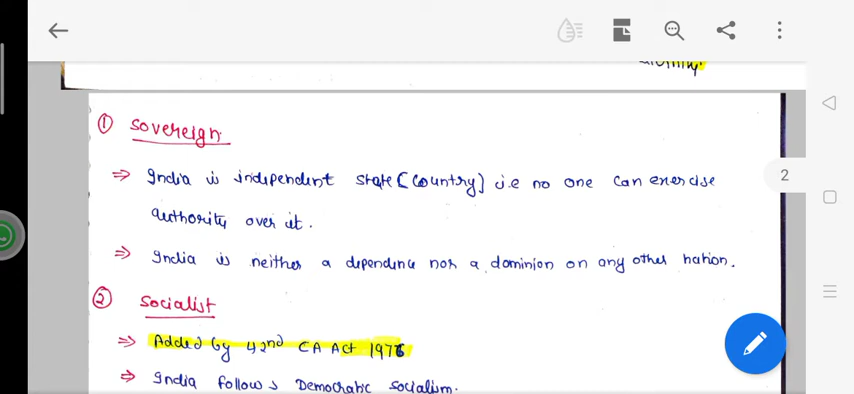 ① Sovereign
⇒ India is independent state [Country] i.e no one can exercise
authority over it.
⇒ India is neither a dependence nor a dominion on any other nation.
② Socialist
⇒ Added by 42nd CA Act 1976
⇒ India follows Democratic socialism.
2